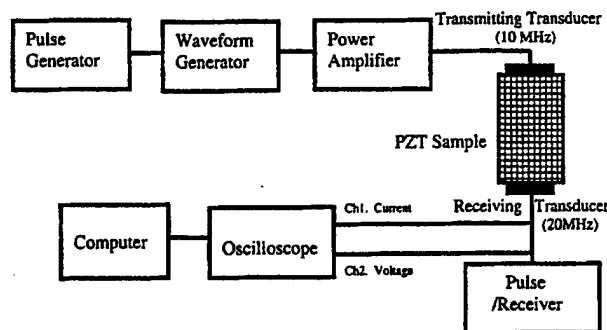 Transmitting Transducer
(10 MHz)
Pulse
Generator
Waveform
Generator
Power
Amplifier
PZT Sample
Ch1. Current
Receiving Transducer
(20MHz)
Computer
Oscilloscope
Ch2. Voltage
Pulse
/Receiver